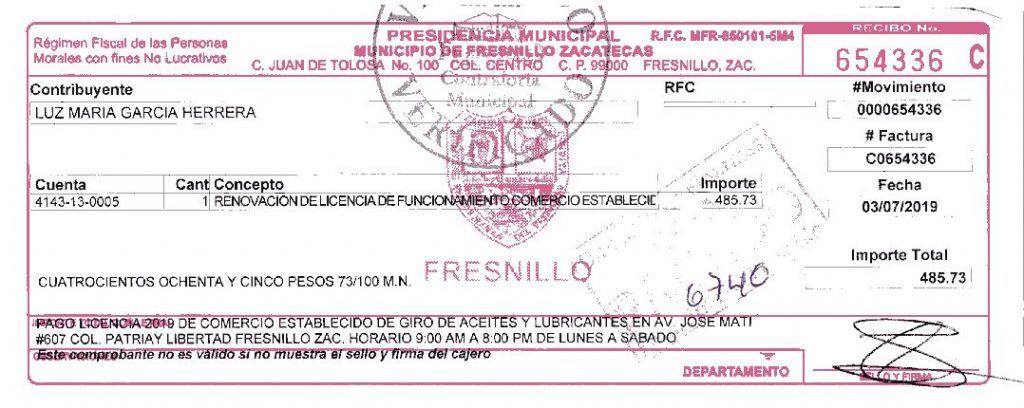 PRESIDENCIA MUNICIPAL R.F.C. MFR-850101-5M4 RECIBO No.
Régimen Fiscal de las Personas MUNICIPIO DE FRESNILLO ZACATECAS
Morales con fines No Lucrativos C. JUAN DE TOLOSA No. 100 COL. CENTRO C. P. 99000 FRESNILLO, ZAC. 654336 C
Contraloría
Municipal
VERIFICADO
Contribuyente RFC #Movimiento
LUZ MARIA GARCIA HERRERA 0000654336
# Factura
C0654336
Cuenta Cant Concepto Importe Fecha
4143-13-0005 1 RENOVACIÓN DE LICENCIA DE FUNCIONAMIENTO COMERCIO ESTABLECID 485.73 03/07/2019
Importe Total
FRESNILLO 485.73
CUATROCIENTOS OCHENTA Y CINCO PESOS 73/100 M.N.
6740
PAGO LICENCIA 2019 DE COMERCIO ESTABLECIDO DE GIRO DE ACEITES Y LUBRICANTES EN AV. JOSE MATI
#607 COL. PATRIAY LIBERTAD FRESNILLO ZAC. HORARIO 9:00 AM A 8:00 PM DE LUNES A SABADO
Este comprobante no es válido si no muestra el sello y firma del cajero
DEPARTAMENTO SELLO Y FIRMA